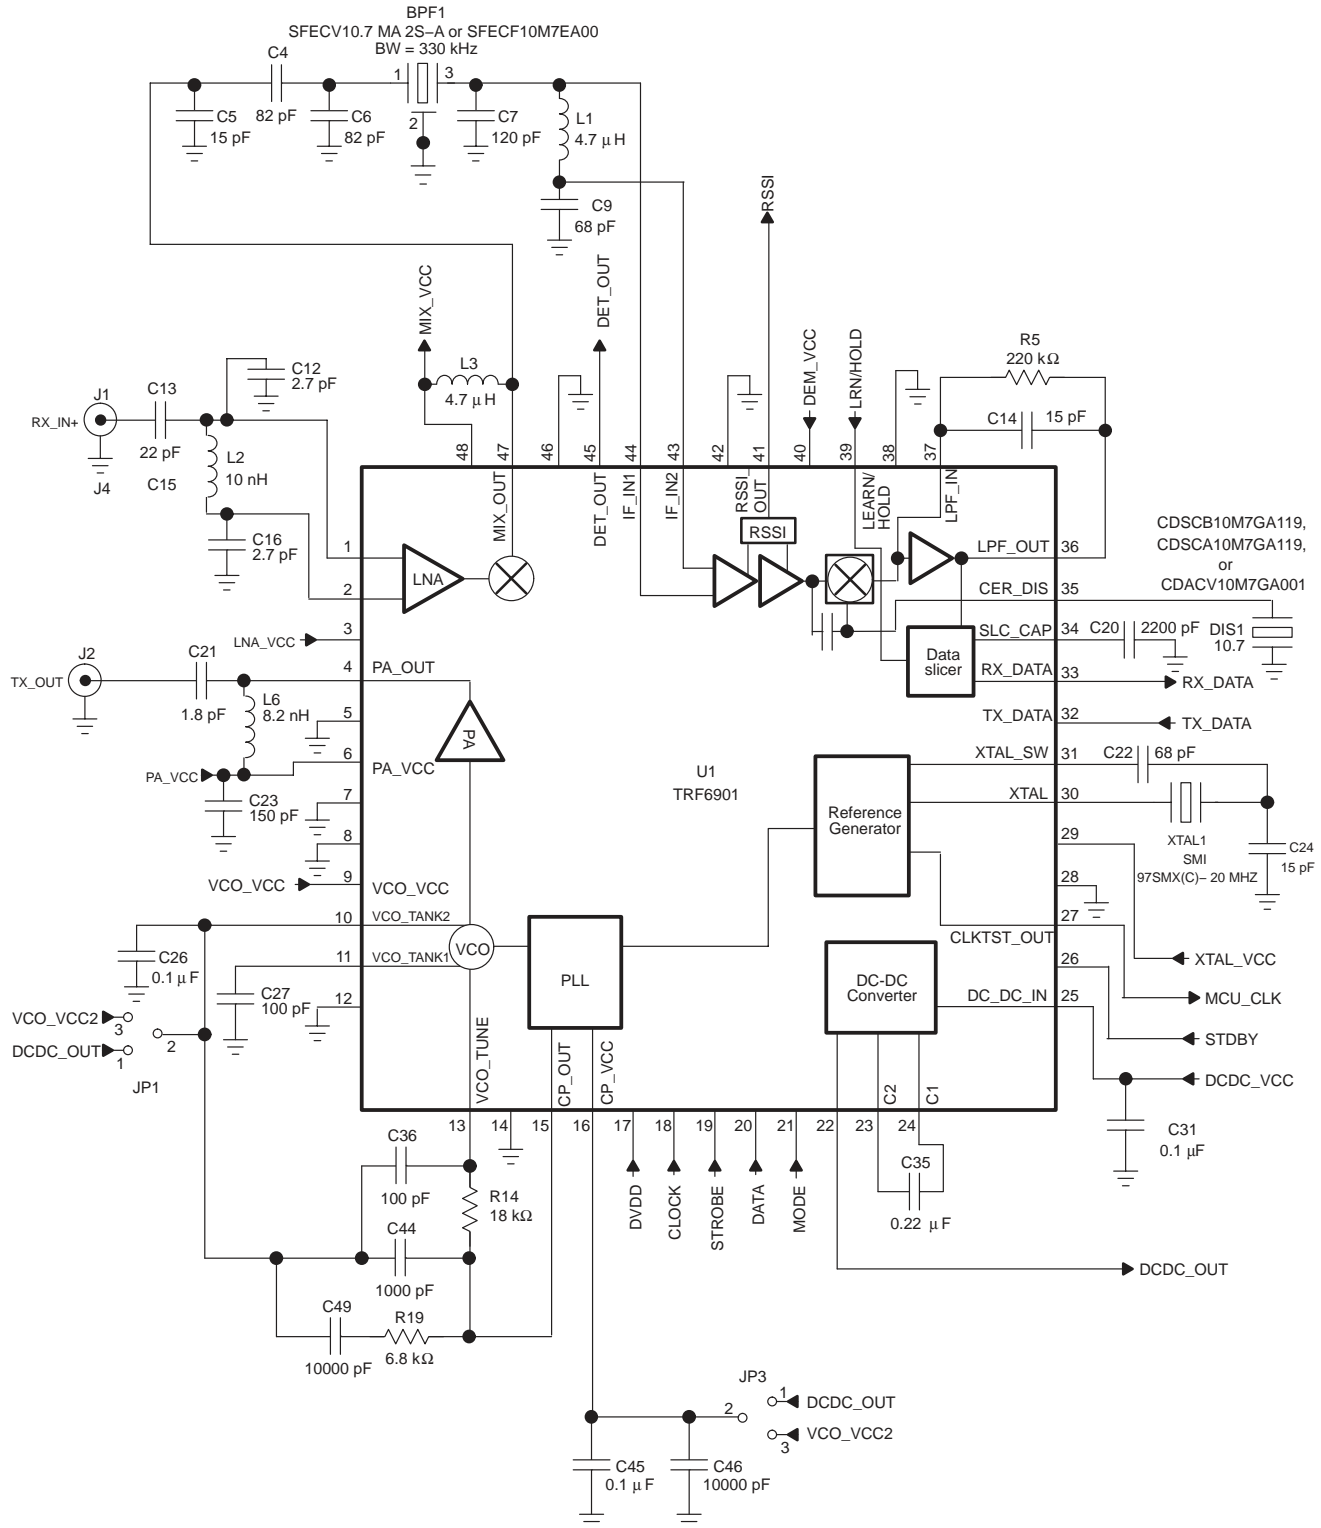 BPF1
SFECV10.7 MA 2S–A or SFECF10M7EA00
BW = 330 kHz
C4
82 pF
1
3
2
C5
15 pF
C6
82 pF
C7
120 pF
L1
4.7 μ H
C9
68 pF
RSSI
MIX_VCC
DET_OUT
DEM_VCC
LRN/HOLD
L3
4.7 μ H
R5
220 kΩ
C14
15 pF
J1
RX_IN+
J4
C13
22 pF
C15
C12
2.7 pF
L2
10 nH
C16
2.7 pF
48
47
46
45
44
43
42
41
40
39
38
37
MIX_OUT
DET_OUT
IF_IN1
IF_IN2
RSSI_
OUT
LEARN/
HOLD
LPF_IN
RSSI
1
2
LNA
LPF_OUT
36
CDSCB10M7GA119,
CDSCA10M7GA119,
or
CDACV10M7GA001
CER_DIS
35
DIS1
10.7
LNA_VCC
3
Data
slicer
SLC_CAP
34
C20
2200 pF
J2
TX_OUT
C21
1.8 pF
L6
8.2 nH
4
PA_OUT
RX_DATA
33
RX_DATA
5
PA
TX_DATA
32
TX_DATA
PA_VCC
6
PA_VCC
C23
150 pF
U1
TRF6901
XTAL_SW
31
C22
68 pF
7
Reference
Generator
XTAL
30
XTAL1
SMI
97SMX(C)– 20 MHZ
C24
15 pF
8
29
VCO_VCC
9
VCO_VCC
28
10
VCO_TANK2
27
CLKTST_OUT
C26
0.1 μ F
11
VCO_TANK1
VCO
PLL
26
XTAL_VCC
C27
100 pF
12
DC-DC
Converter
DC_DC_IN
25
MCU_CLK
VCO_VCC2
3
2
DCDC_OUT
1
JP1
STDBY
DCDC_VCC
VCO_TUNE
CP_OUT
CP_VCC
C2
C1
C31
0.1 μF
13
14
15
16
17
18
19
20
21
22
23
24
C36
100 pF
R14
18 kΩ
DVDD
CLOCK
STROBE
DATA
MODE
C35
0.22 μ F
C44
1000 pF
DCDC_OUT
C49
10000 pF
R19
6.8 kΩ
JP3
1
DCDC_OUT
2
3
VCO_VCC2
C45
0.1 μ F
C46
10000 pF